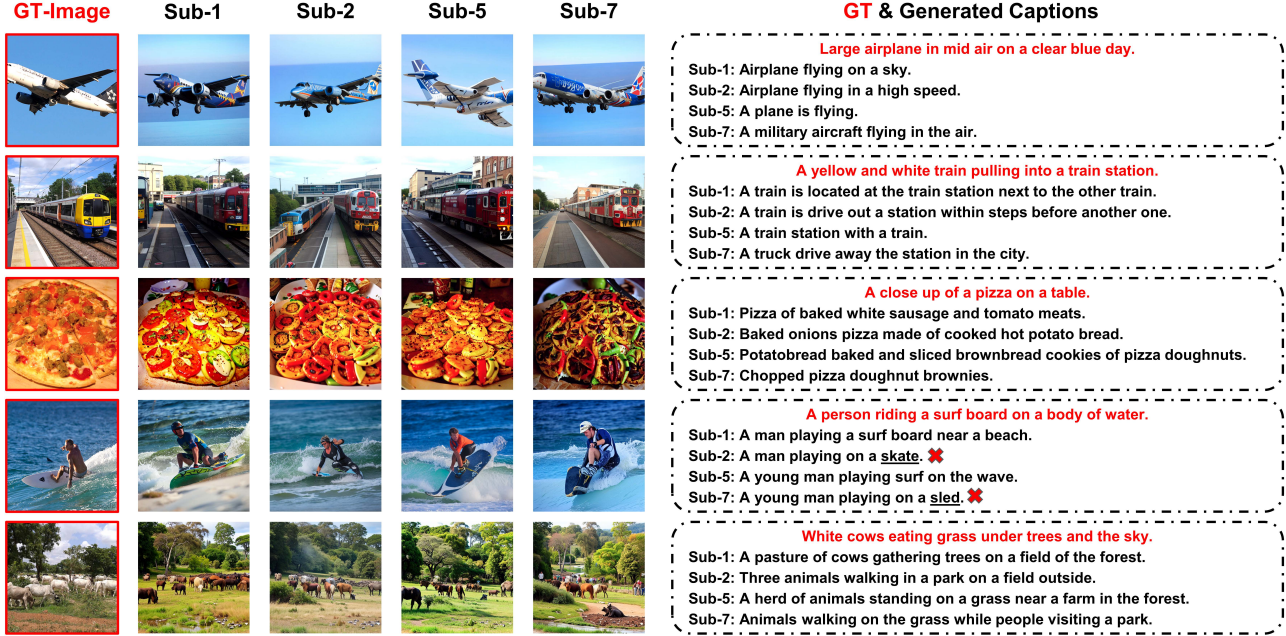 GT-Image Sub-1 Sub-2 Sub-5 Sub-7 GT & Generated Captions
Large airplane in mid air on a clear blue day.
Sub-1: Airplane flying on a sky.
Sub-2: Airplane flying in a high speed.
Sub-5: A plane is flying.
Sub-7: A military aircraft flying in the air.
A yellow and white train pulling into a train station.
Sub-1: A train is located at the train station next to the other train.
Sub-2: A train is drive out a station within steps before another one.
Sub-5: A train station with a train.
Sub-7: A truck drive away the station in the city.
A close up of a pizza on a table.
Sub-1: Pizza of baked white sausage and tomato meats.
Sub-2: Baked onions pizza made of cooked hot potato bread.
Sub-5: Potatobread baked and sliced brownbread cookies of pizza doughnuts.
Sub-7: Chopped pizza doughnut brownies.
A person riding a surf board on a body of water.
Sub-1: A man playing a surf board near a beach.
Sub-2: A man playing on a skate.
Sub-5: A young man playing surf on the wave.
Sub-7: A young man playing on a sled.
White cows eating grass under trees and the sky.
Sub-1: A pasture of cows gathering trees on a field of the forest.
Sub-2: Three animals walking in a park on a field outside.
Sub-5: A herd of animals standing on a grass near a farm in the forest.
Sub-7: Animals walking on the grass while people visiting a park.